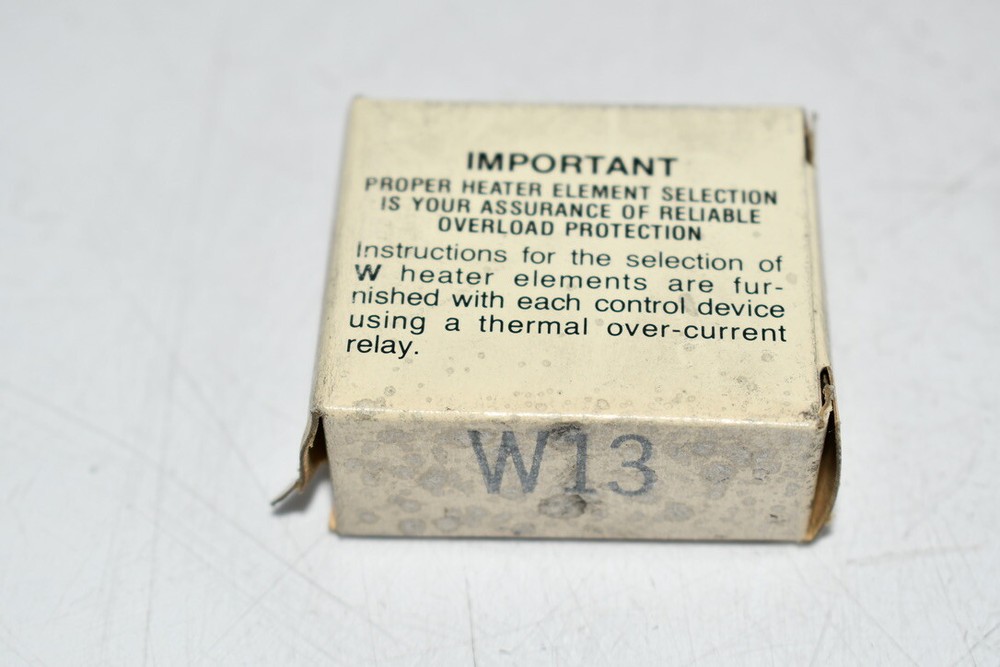 IMPORTANT
PROPER HEATER ELEMENT SELECTION
IS YOUR ASSURANCE OF RELIABLE
OVERLOAD PROTECTION
Instructions for the selection of
W heater elements are fur-
nished with each control device
using a thermal over-current
relay.
W13